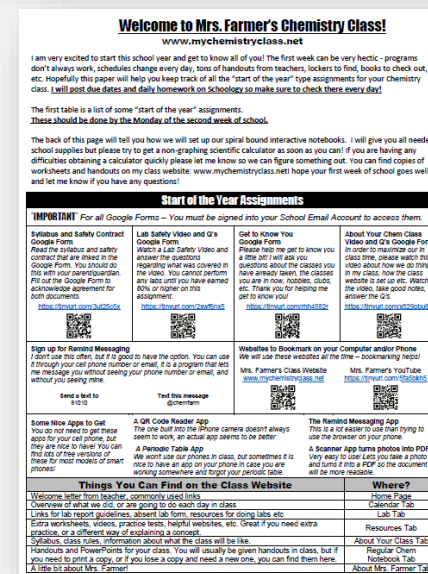 Welcome to Mrs. Farmer's Chemistry Class!
www.mychemistryclass.net
I am very excited to start this school year and get to know all of you! The first week can be very hectic - programs
don't always work, schedules change every day, tons of handouts from teachers, lockers to find, books to check out,
etc. Hopefully this paper will help you keep track of all the "start of year" type assignments for your Chemistry
class. I will post due dates and daily homework on Schoology so make sure to check there every day!
The first table is a list of some "start of the year" assignments.
These should be done by the Monday of the second week of school.
The back of this page will tell you how we will set up our spiral bound interactive notebooks. I will give you all neede
school supplies but please try to get a non-graphing scientific calculator as soon as you can! If you are having any
difficulties obtaining a calculator quickly please let me know so we can figure something out. You can find copies of
worksheets and handouts on my class website: www.mychemistryclass.net! I hope your first week of school goes well
and let me know if you have any questions!
Start of the Year Assignments
*IMPORTANT* For all Google Forms – You must be signed into your School Email Account to access them.
Syllabus and Safety Contract
Google Form
Read the syllabus and safety
contract that are linked in the
Google Form. You should do
this with your parent/guardian.
Fill out the Google Form to
acknowledge agreement for
both documents.
Lab Safety Video and Q's
Google Form
Watch a Lab Safety Video and
answer the questions
regarding what was covered in
the video. You cannot perform
any labs until you have earned
80% or higher on this
assignment.
Get to Know You
Google Form
Please help me get to know you
a little bit! I will ask you
questions about the classes you
have already taken, the classes
you are in now, hobbies, clubs,
etc. Thank you for helping me
get to know you!
About Your Chem Class
Video and Q's Google For
In order to maximize our in
class time, please watch this
video about how we do thing
in my class, how the class
website is set up etc. Watch
the video, take good notes,
answer the Q's.
Sign up for Remind Messaging
I don't use this often, but it is good to have the option. You can use
it through your cell phone number or email, it is a program that lets
me message you without seeing your phone number or email, and
without you seeing mine.
Send a text to
81010
Text this message
@chemfarm
Websites to Bookmark on your Computer and/or Phone
We will use these websites all the time – bookmarking helps!
Mrs. Farmer's Class Website
www.mychemistryclass.net
Mrs. Farmer's YouTube
Some Nice Apps to Get
You do not need to get these
apps for your cell phone, but
they are nice to have! You can
find lots of free versions of
these for most models of smart
phones!
A QR Code Reader App
The one built into the iPhone camera doesn't always
seem to work, an actual app seems to be better
A Periodic Table App
We won't use our phones in class, but sometimes it is
nice to have an app on your phone in case you are
working somewhere and forgot your periodic table.
The Remind Messaging App
This is a lot easier to use than trying to
use the browser on your phone.
A Scanner App turns photos into PDF
Very easy to use! Lets you take a photo
and turns it into a PDF so the document
will be more readable.
Things You Can Find on the Class Website
Where?
Welcome letter from teacher, commonly used links
Home Page
Overview of what we did, or are going to do each day in class
Calendar Tab
Links for lab report guidelines, absent lab form, resources for doing labs etc
Lab Tab
Extra worksheets, videos, practice tests, helpful websites, etc. Great if you need extra
practice, or a different way of explaining a concept.
Resources Tab
Syllabus, class rules, information about what the class will be like.
About Your Class Tab
Handouts and PowerPoints for your class. You will usually be given handouts in class, but if
you need to print a copy, or if you lose a copy and need a new one, you can find them here.
Regular Chem
Notebook Tab
A little bit about Mrs. Farmer!
About Mrs. Farmer Tab